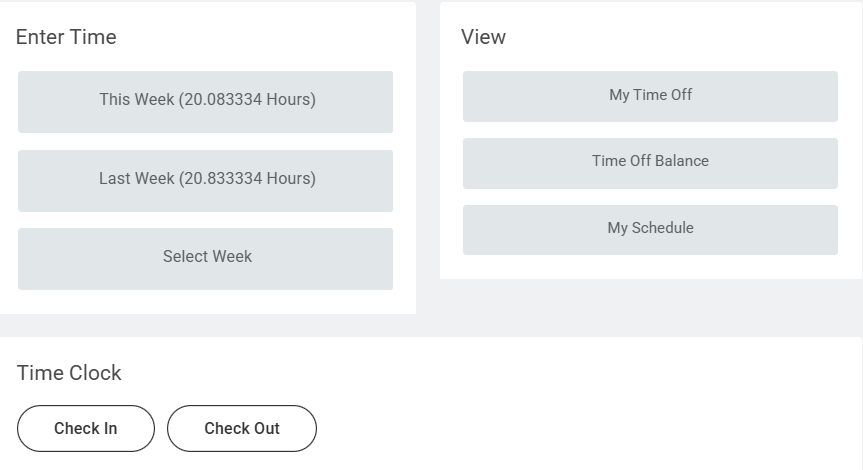 Enter Time
This Week (20.083334 Hours)
Last Week (20.833334 Hours)
Select Week
View
My Time Off
Time Off Balance
My Schedule
Time Clock
Check In
Check Out